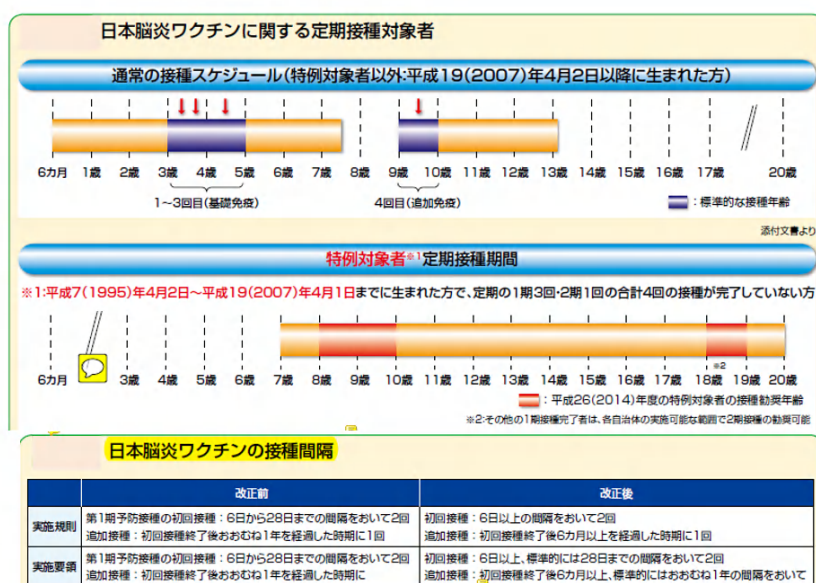 日本脳炎ワクチンに関する定期接種対象者
通常の接種スケジュール(特例対象者以外:平成19(2007)年4月2日以降に生まれた方)
6カ月 1歳 2歳 3歳 4歳 5歳 6歳 7歳 8歳 9歳 10歳 11歳 12歳 13歳 14歳 15歳 16歳 17歳 20歳
1～3回目(基礎免疫) 4回目(追加免疫) :標準的な接種年齢
添付文書より
特例対象者※1定期接種期間
※1:平成7(1995)年4月2日～平成19(2007)年4月1日までに生まれた方で、定期の1期3回・2期1回の合計4回の接種が完了していない方
※2
6カ月 3歳 4歳 5歳 6歳 7歳 8歳 9歳 10歳 11歳 12歳 13歳 14歳 15歳 16歳 17歳 18歳 19歳 20歳
:平成26(2014)年度の特例対象者の接種勧奨年齢
※2:その他の1期接種完了者は、各自治体の実施可能な範囲で2期接種の勧奨可能
日本脳炎ワクチンの接種間隔
改正前 改正後
実施規則
第1期予防接種の初回接種:6日から28日までの間隔をおいて2回
追加接種:初回接種終了後おおむね1年を経過した時期に1回
初回接種:6日以上の間隔をおいて2回
追加接種:初回接種終了後6カ月以上を経過した時期に1回
実施要領
第1期予防接種の初回接種:6日から28日までの間隔をおいて2回
追加接種:初回接種終了後おおむね1年を経過した時期に
初回接種:6日以上、標準的には28日までの間隔をおいて2回
追加接種:初回接種終了後6カ月以上、標準的にはおおむね1年の間隔をおいて